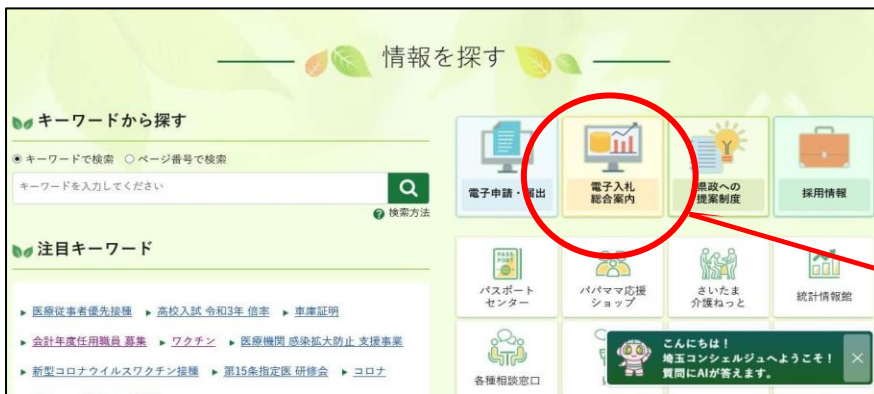 情報を探す
キーワードから探す
キーワードで検索 ページ番号で検索
キーワードを入力してください
検索方法
注目キーワード
医療従事者優先接種 高校入試 令和3年 倍率 車庫証明
会計年度任用職員 募集 ワクチン 医療機関 感染拡大防止 支援事業
新型コロナウイルスワクチン接種 第15条指定医 研修会 コロナ
電子申請・届出
電子入札
総合案内
県政への
提案制度
採用情報
PASS
PORT
パスポート
センター
パパママ応援
ショップ
さいたま
介護ねっと
統計情報館
各種相談窓口
こんにちは!
埼玉コンシェルジュへようこそ!
質問にAIが答えます。